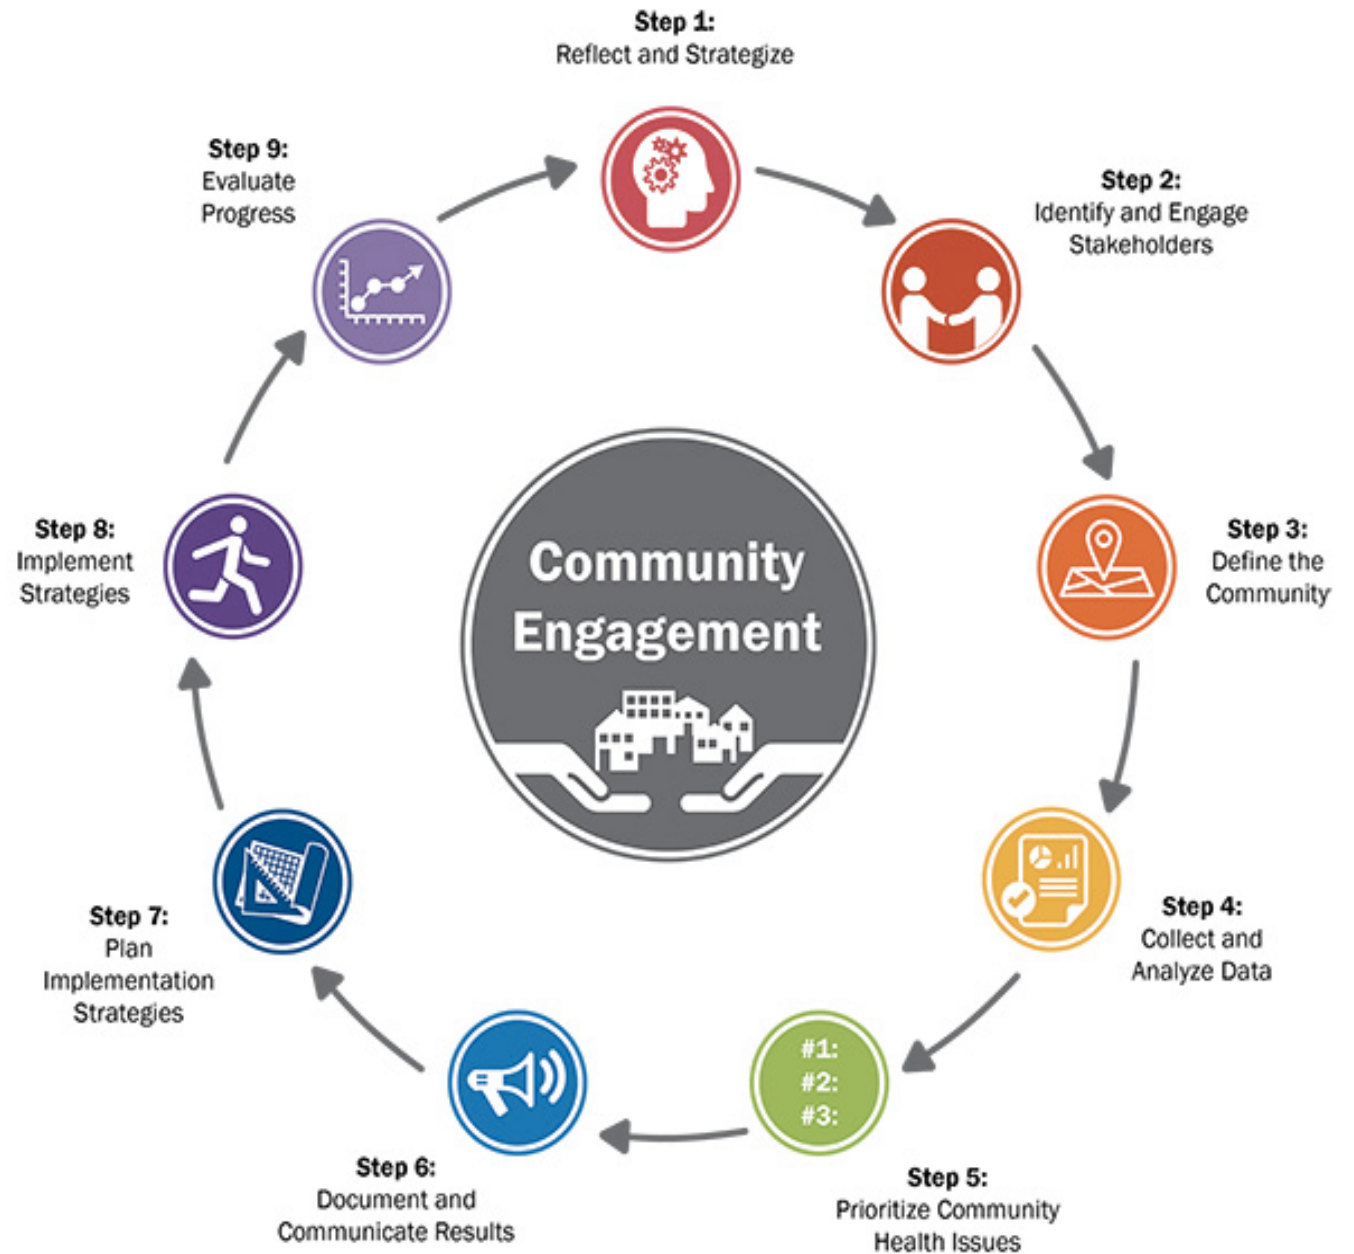 Step 1:
Reflect and Strategize
Step 2:
Identify and Engage
Stakeholders
Step 3:
Define the
Community
Step 4:
Collect and
Analyze Data
#1:
#2:
#3:
Step 5:
Prioritize Community
Health Issues
Step 6:
Document and
Communicate Results
Step 7:
Plan
Implementation
Strategies
Step 8:
Implement
Strategies
Step 9:
Evaluate
Progress
Community
Engagement